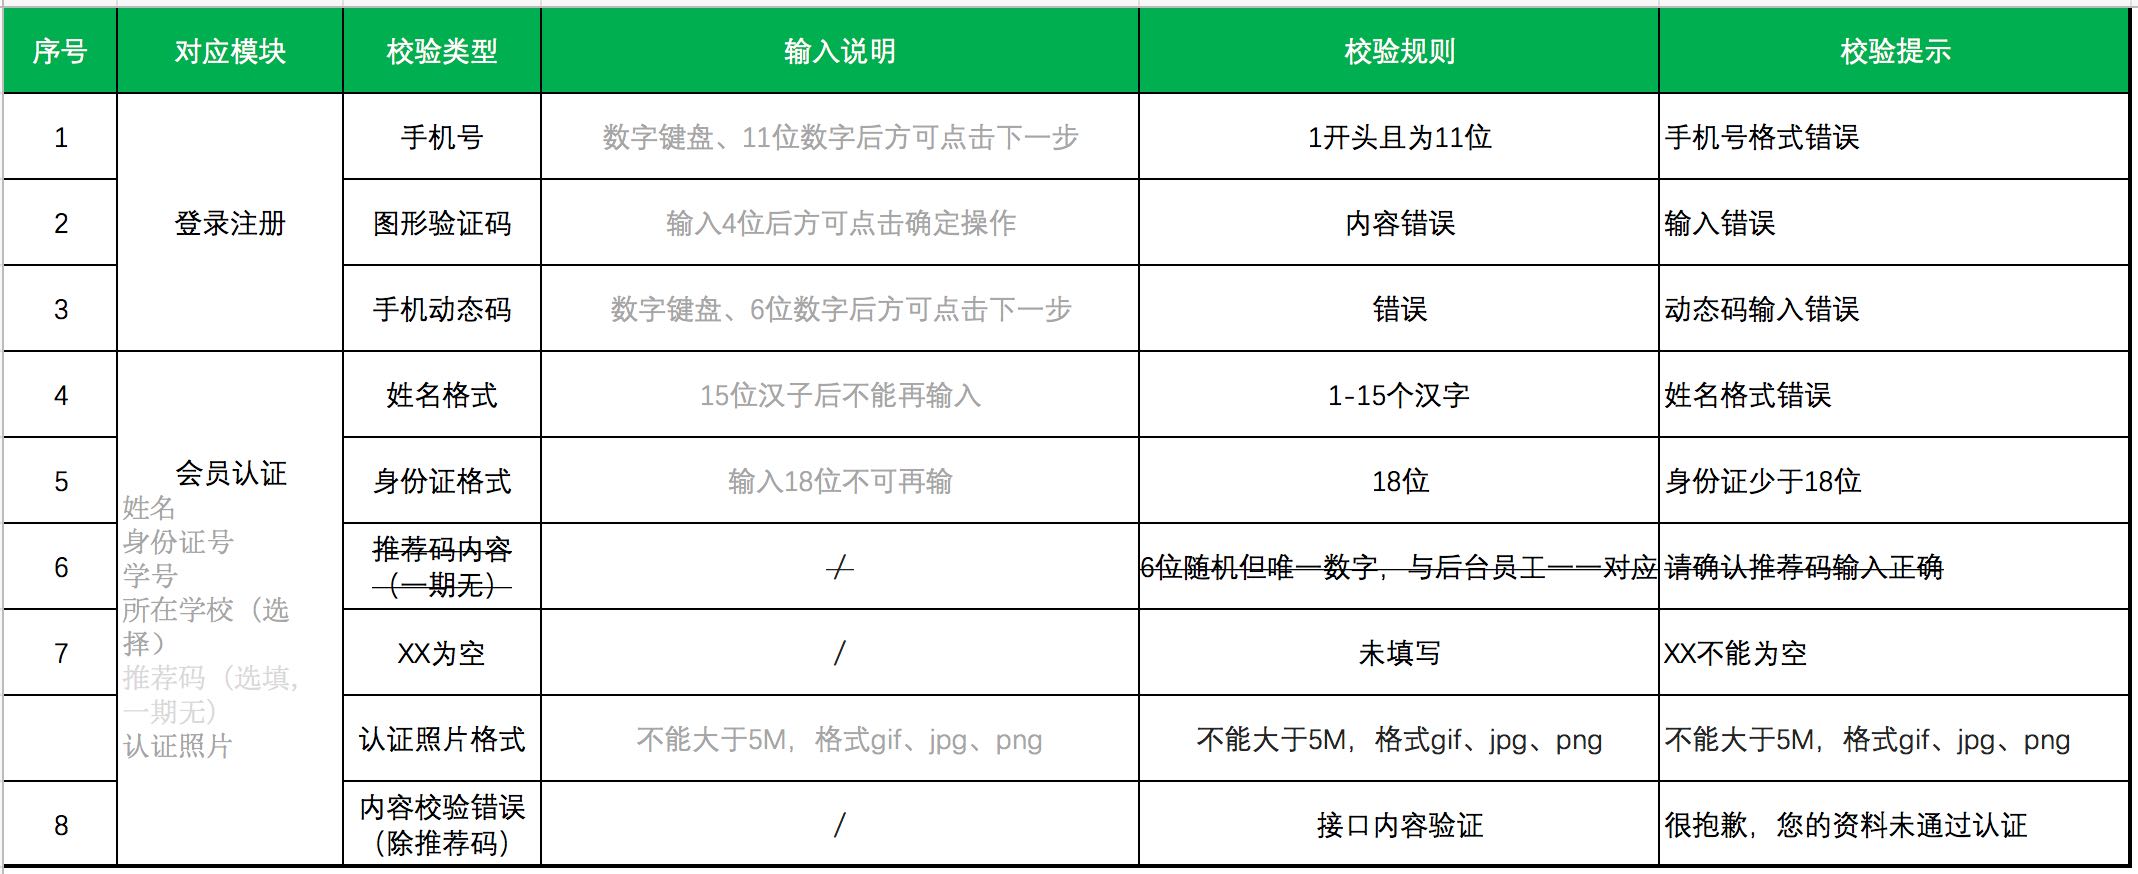 序号 对应模块 校验类型 输入说明 校验规则 校验提示
1 手机号 数字键盘、11位数字后方可点击下一步 1开头且为11位 手机号格式错误
登录注册
2 图形验证码 输入4位后方可点击确定操作 内容错误 输入错误
3 手机动态码 数字键盘、6位数字后方可点击下一步 错误 动态码输入错误
会员认证
姓名
身份证号
学号
所在学校（选
择）
推荐码（选填，
一期无）
认证照片
4 姓名格式 15位汉子后不能再输入 1-15个汉字 姓名格式错误
5 身份证格式 输入18位不可再输 18位 身份证少于18位
6 推荐码内容
（一期无） / 6位随机但唯一数字，与后台员工一一对应 请确认推荐码输入正确
7 XX为空 / 未填写 XX不能为空
认证照片格式 不能大于5M，格式gif、jpg、png 不能大于5M，格式gif、jpg、png 不能大于5M，格式gif、jpg、png
8 内容校验错误
（除推荐码） / 接口内容验证 很抱歉，您的资料未通过认证